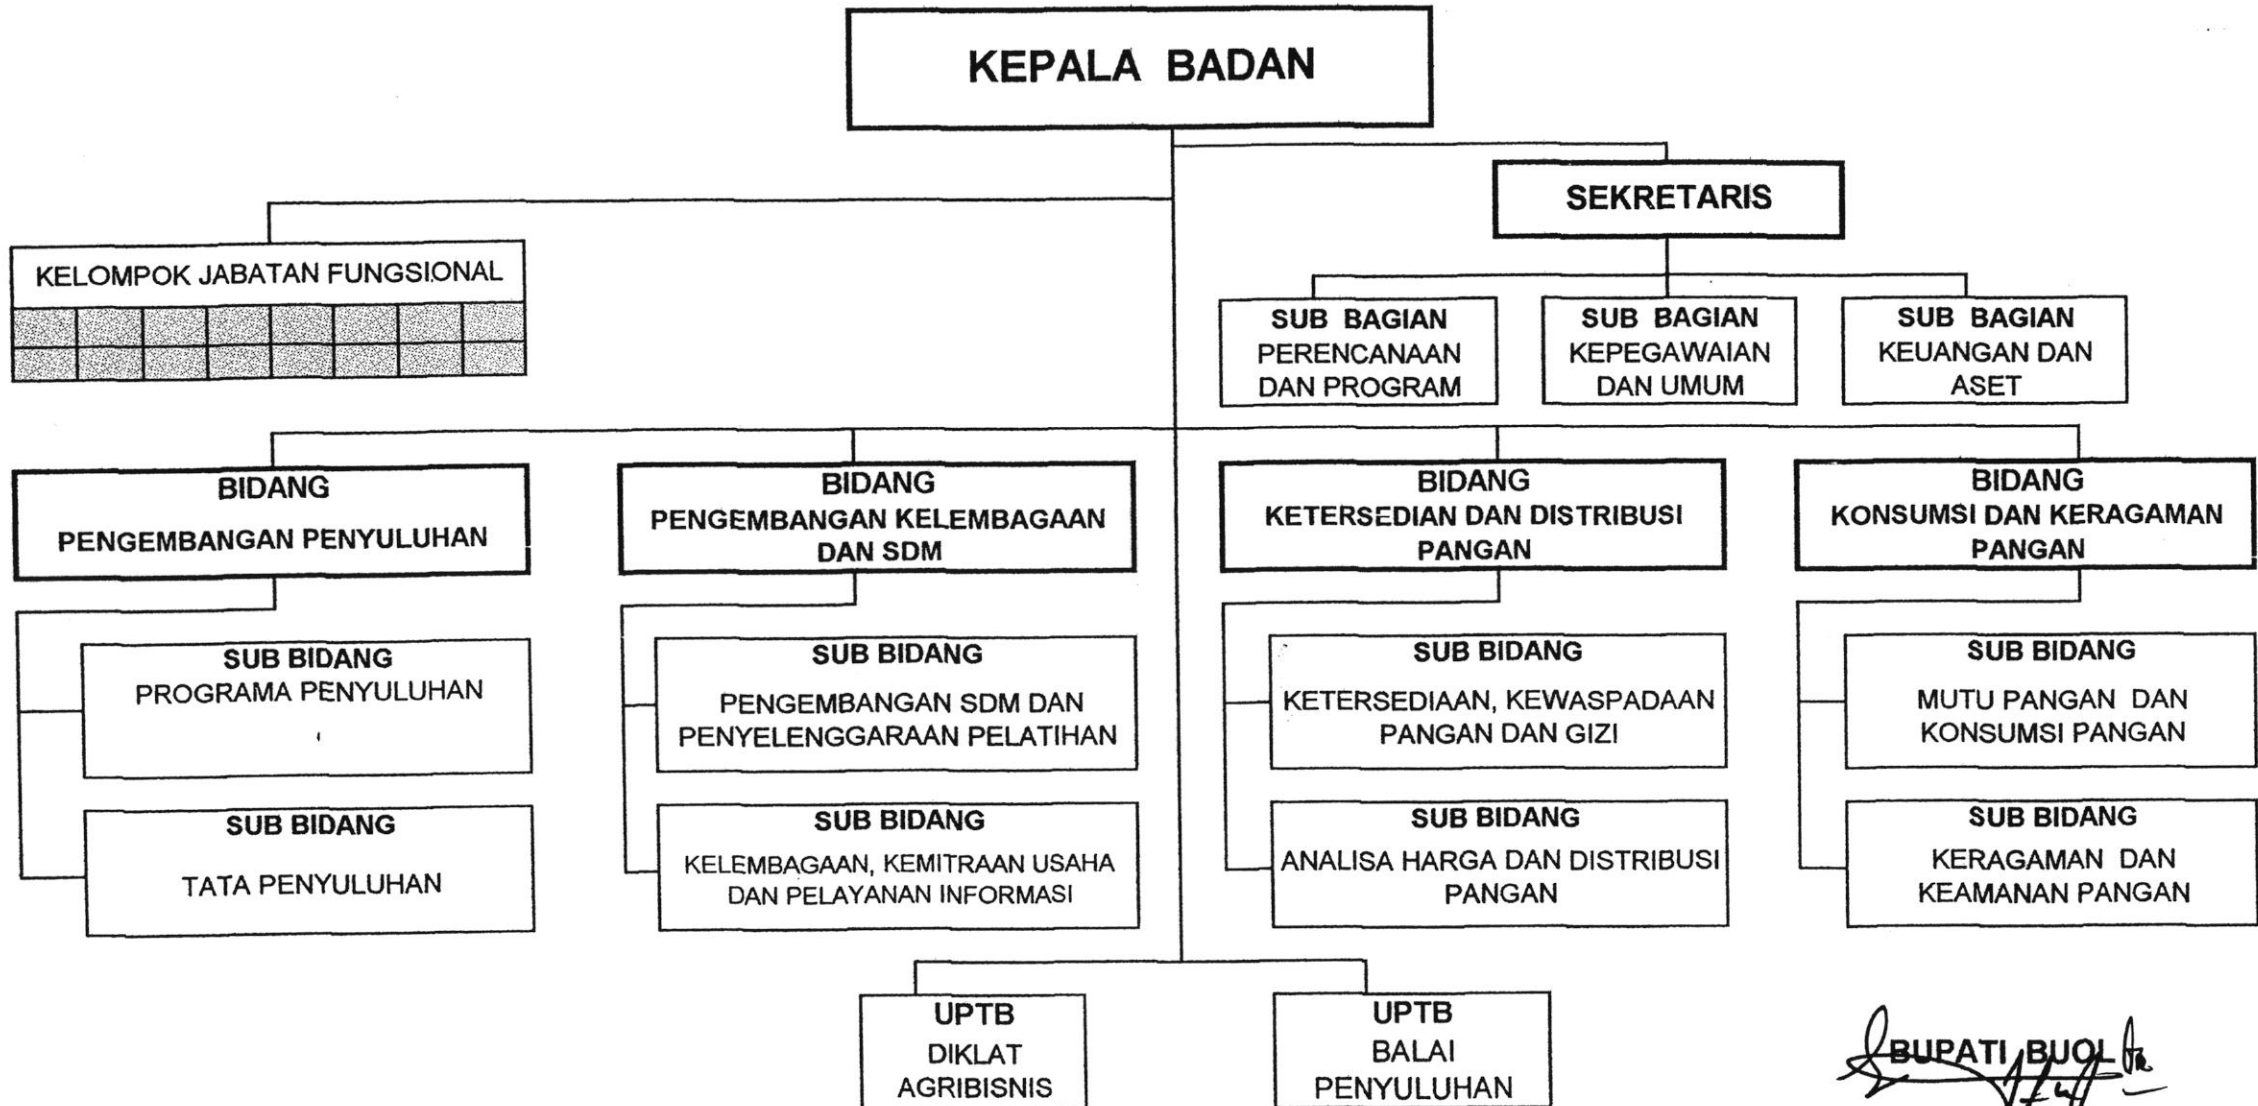 KEPALA BADAN
SEKRETARIS
KELOMPOK JABATAN FUNGSIONAL
SUB BAGIAN
PERENCANAAN
DAN PROGRAM
SUB BAGIAN
KEPEGAWAIAN
DAN UMUM
SUB BAGIAN
KEUANGAN DAN
ASET
BIDANG
PENGEMBANGAN PENYULUHAN
BIDANG
PENGEMBANGAN KELEMBAGAAN
DAN SDM
BIDANG
KETERSEDIAN DAN DISTRIBUSI
PANGAN
BIDANG
KONSUMSI DAN KERAGAMAN
PANGAN
SUB BIDANG
PROGRAMA PENYULUHAN
SUB BIDANG
PENGEMBANGAN SDM DAN
PENYELENGGARAAN PELATIHAN
SUB BIDANG
KETERSEDIAAN, KEWASPADAAN
PANGAN DAN GIZI
SUB BIDANG
MUTU PANGAN DAN
KONSUMSI PANGAN
SUB BIDANG
TATA PENYULUHAN
SUB BIDANG
KELEMBAGAAN, KEMITRAAN USAHA
DAN PELAYANAN INFORMASI
SUB BIDANG
ANALISA HARGA DAN DISTRIBUSI
PANGAN
SUB BIDANG
KERAGAMAN DAN
KEAMANAN PANGAN
UPTB
DIKLAT
AGRIBISNIS
UPTB
BALAI
PENYULUHAN
BUPATI BUOL